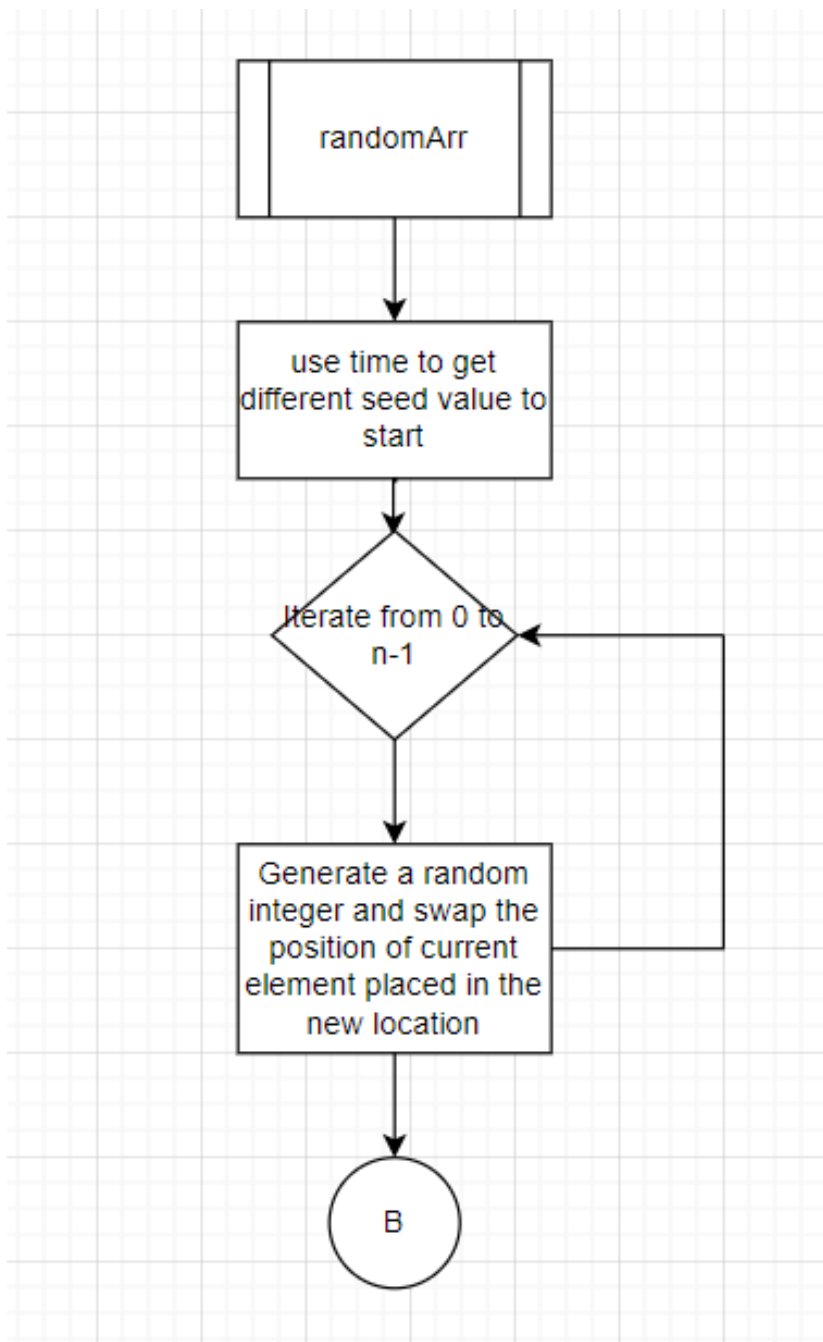 randomArr
use time to get
different seed value to
start
Iterate from 0 to
n-1
Generate a random
integer and swap the
position of current
element placed in the
new location
B